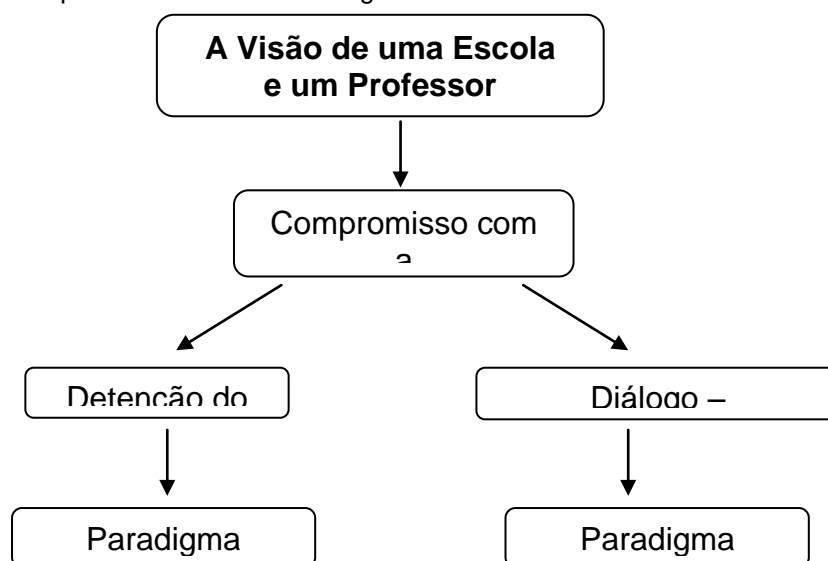 A Visão de uma Escola
e um Professor
Compromisso com
a
Detenção do
Diálogo –
Paradigma
Paradigma